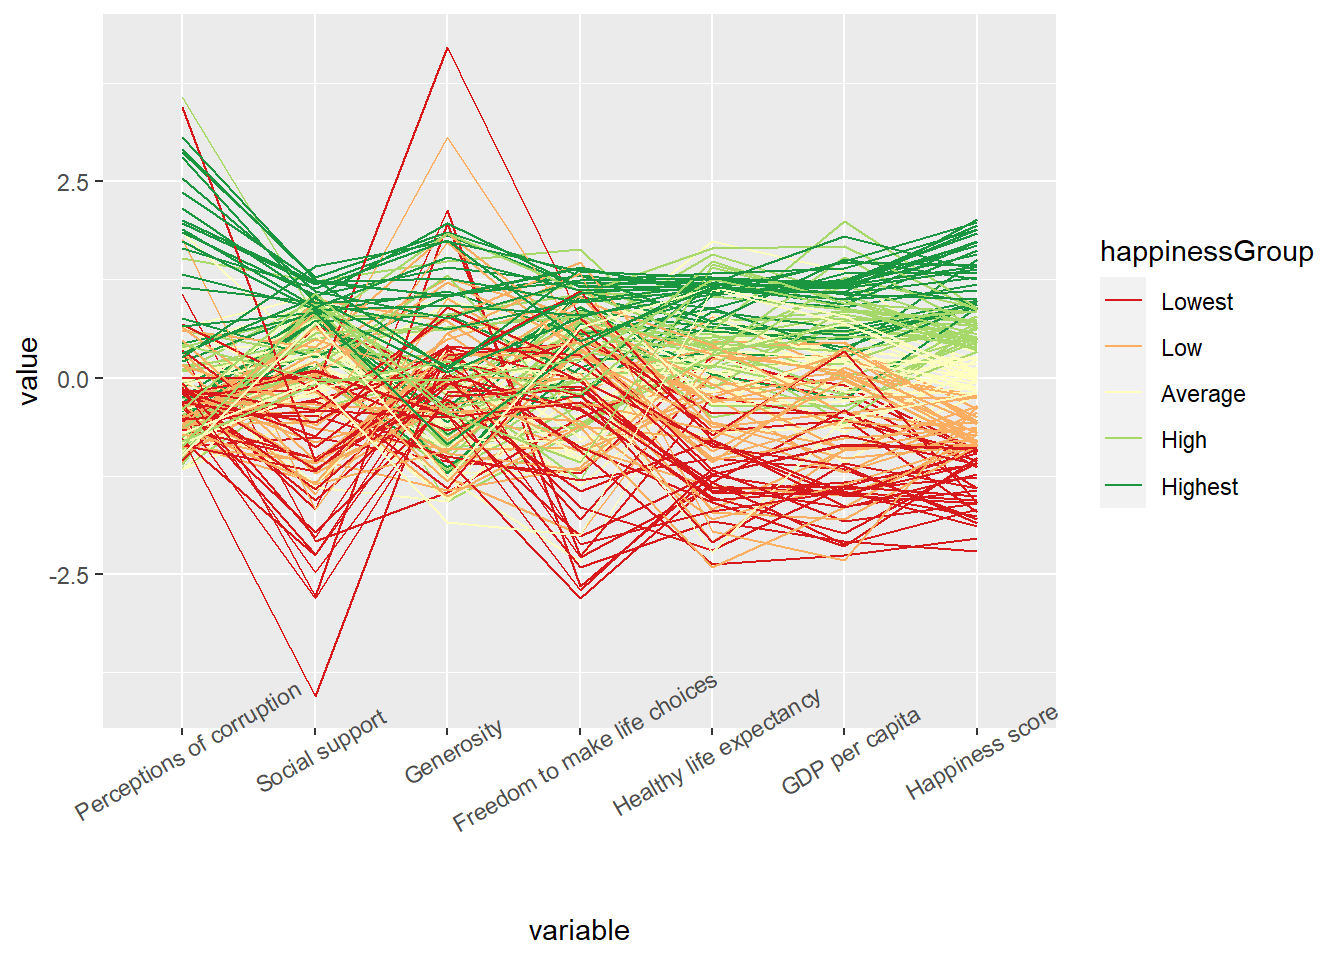 value
2.5
0.0
-2.5
Perceptions of corruption
Social support
Generosity
Freedom to make life choices
Healthy life expectancy
GDP per capita
Happiness score
variable
happinessGroup
Lowest
Low
Average
High
Highest